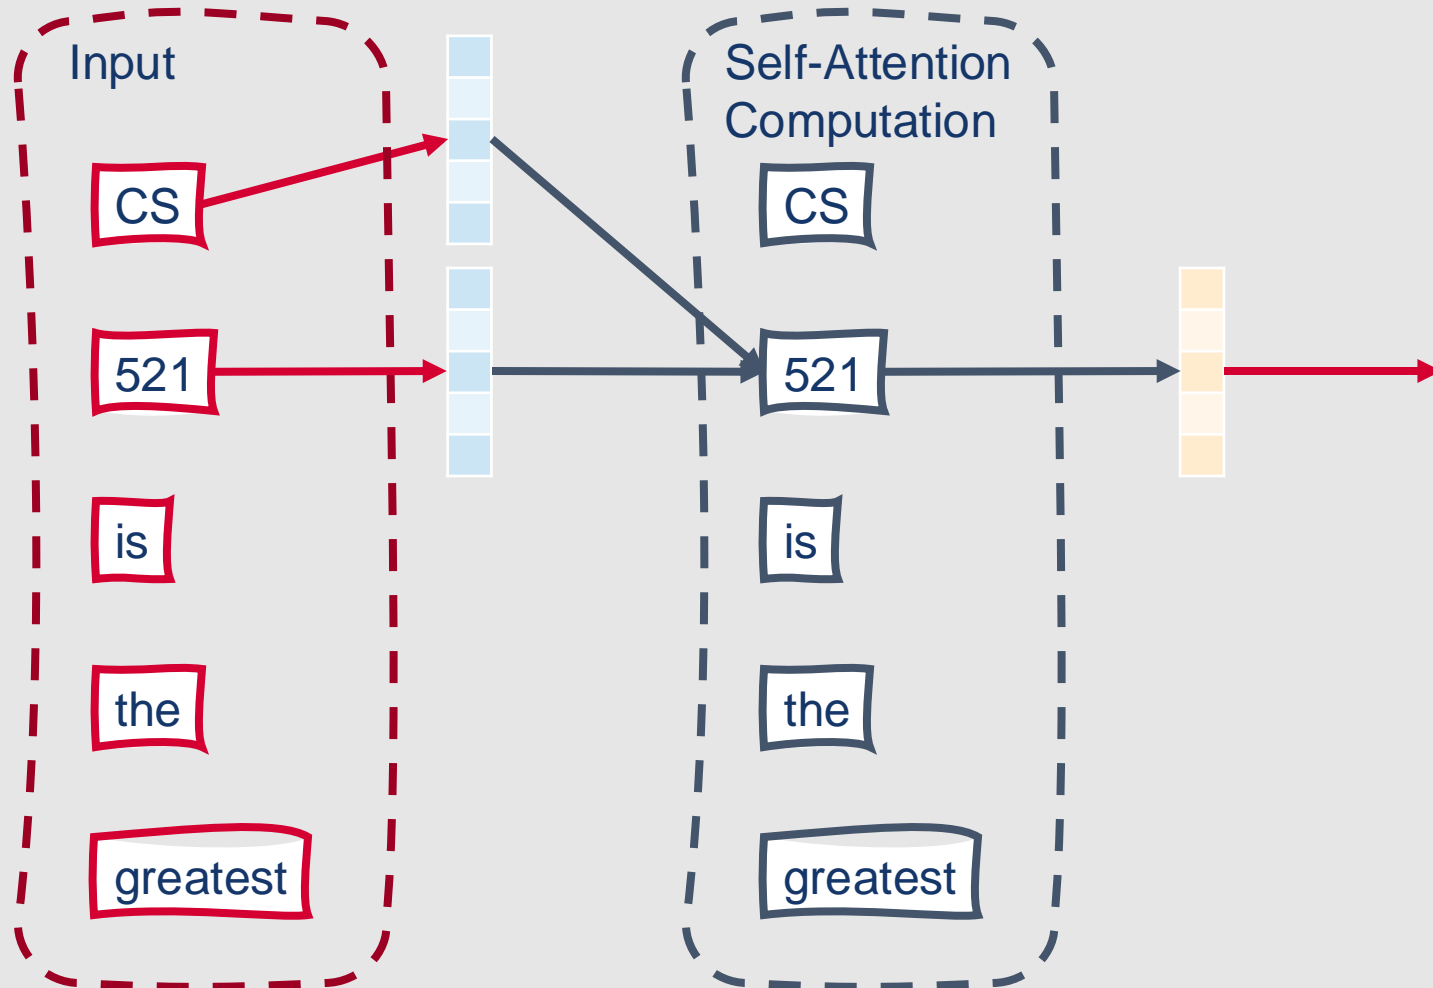 Input
CS
521
is
the
greatest
Self-Attention
Computation
CS
521
is
the
greatest